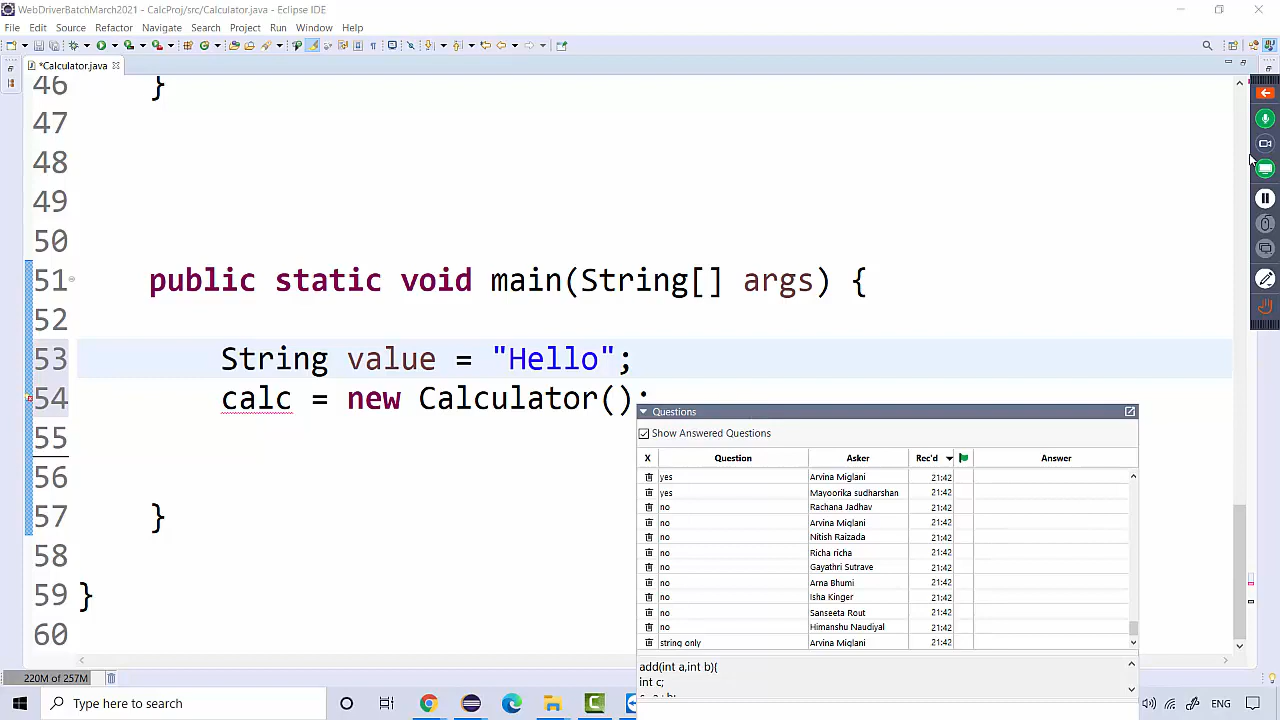 WebDriverBatchMarch2021 - CalcProj/src/Calculator.java - Eclipse IDE
File Edit Source Refactor Navigate Search Project Run Window Help
*Calculator.java
46 }
47
48
49
50
51 public static void main(String[] args) {
52
53 String value = "Hello";
54 calc = new Calculator();
55
56
57 }
58
59 }
60
Questions
Show Answered Questions
X Question Asker Rec'd Answer
yes Arvina Miglani 21:42
yes Mayoorika sudharshan 21:42
no Rachana Jadhav 21:42
no Arvina Miglani 21:42
no Nitish Raizada 21:42
no Richa richa 21:42
no Gayathri Sutrave 21:42
no Arna Bhumi 21:42
no Isha Kinger 21:42
no Sanseeta Rout 21:42
no Himanshu Naudiyal 21:42
string only Arvina Miglani 21:42
add(int a,int b){
int c;
220M of 257M
Type here to search
ENG